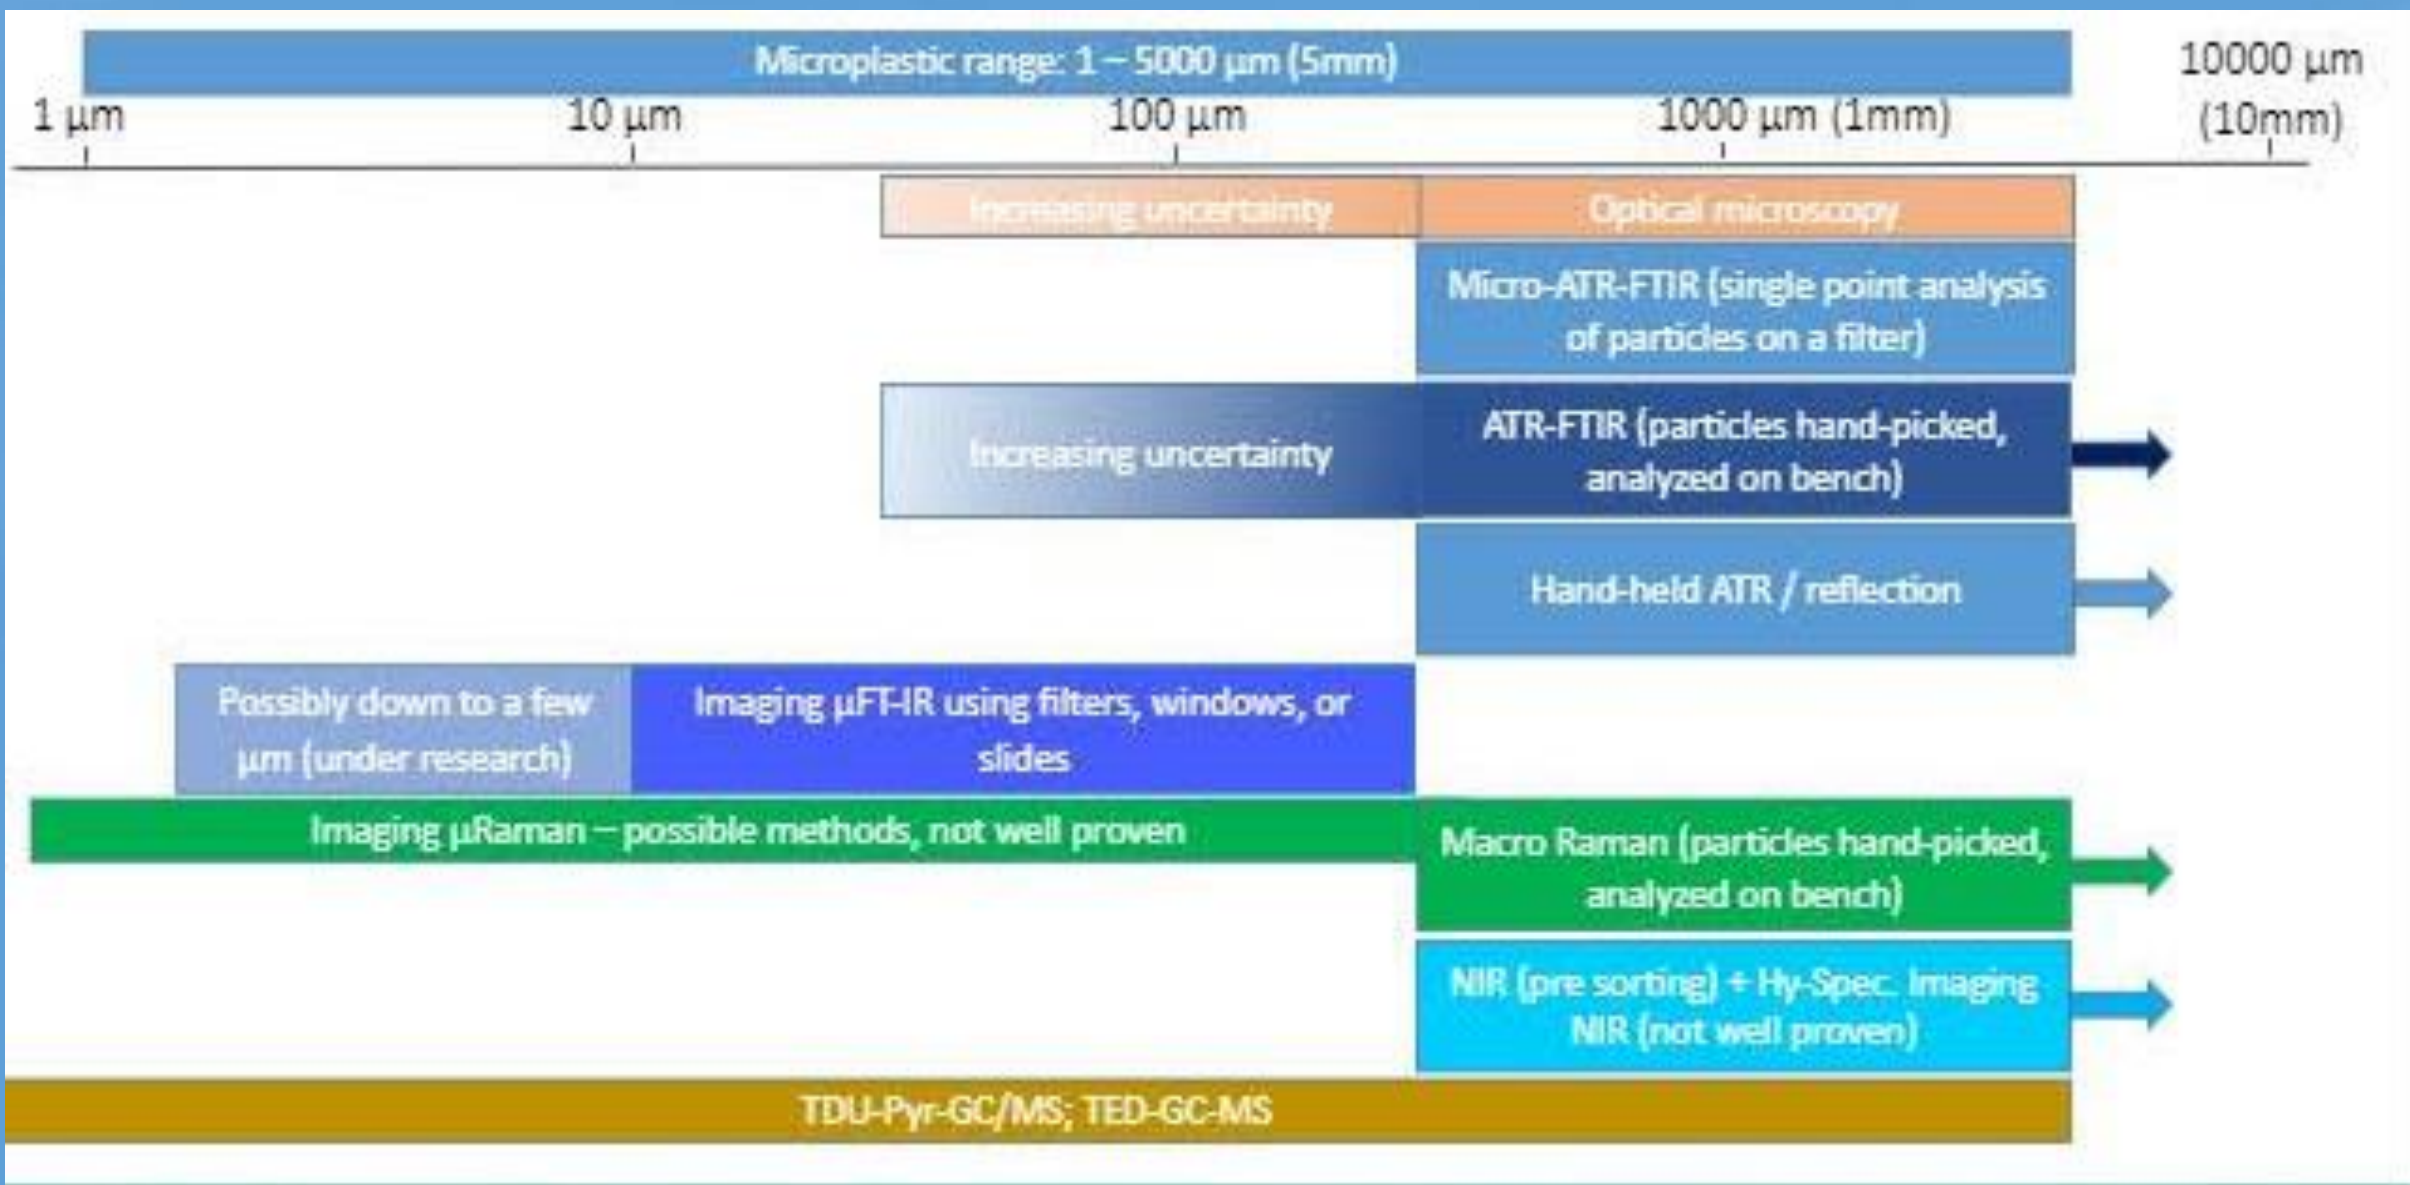 Microplastic range: 1 – 5000 µm (5mm)
10000 µm
(10mm)
1 µm
10 µm
100 µm
1000 µm (1mm)
Increasing uncertainty
Optical microscopy
Micro-ATR-FTIR (single point analysis
of particles on a filter)
Increasing uncertainty
ATR-FTIR (particles hand-picked,
analyzed on bench)
Hand-held ATR / reflection
Possibly down to a few
µm (under research)
Imaging µFT-IR using filters, windows, or
slides
Imaging µRaman – possible methods, not well proven
Macro Raman (particles hand-picked,
analyzed on bench)
NIR (pre sorting) + Hy-Spec. Imaging
NIR (not well proven)
TDU-Pyr-GC/MS; TED-GC-MS